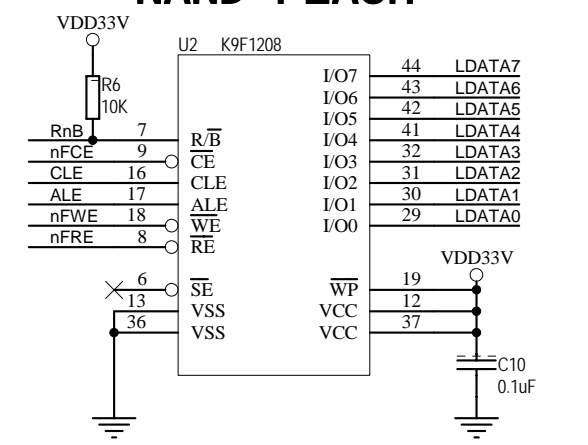 NAND FLASH
VDD33V
U2 K9F1208
R6
10K
RnB 7 R/B
nFCE 9 CE
CLE 16 CLE
ALE 17 ALE
nFWE 18 WE
nFRE 8 RE
6 SE
13 VSS
36 VSS
I/O7 44 LDATA7
I/O6 43 LDATA6
I/O5 42 LDATA5
I/O4 41 LDATA4
I/O3 32 LDATA3
I/O2 31 LDATA2
I/O1 30 LDATA1
I/O0 29 LDATA0
VDD33V
WP 19
VCC 12
VCC 37
C10
0.1uF